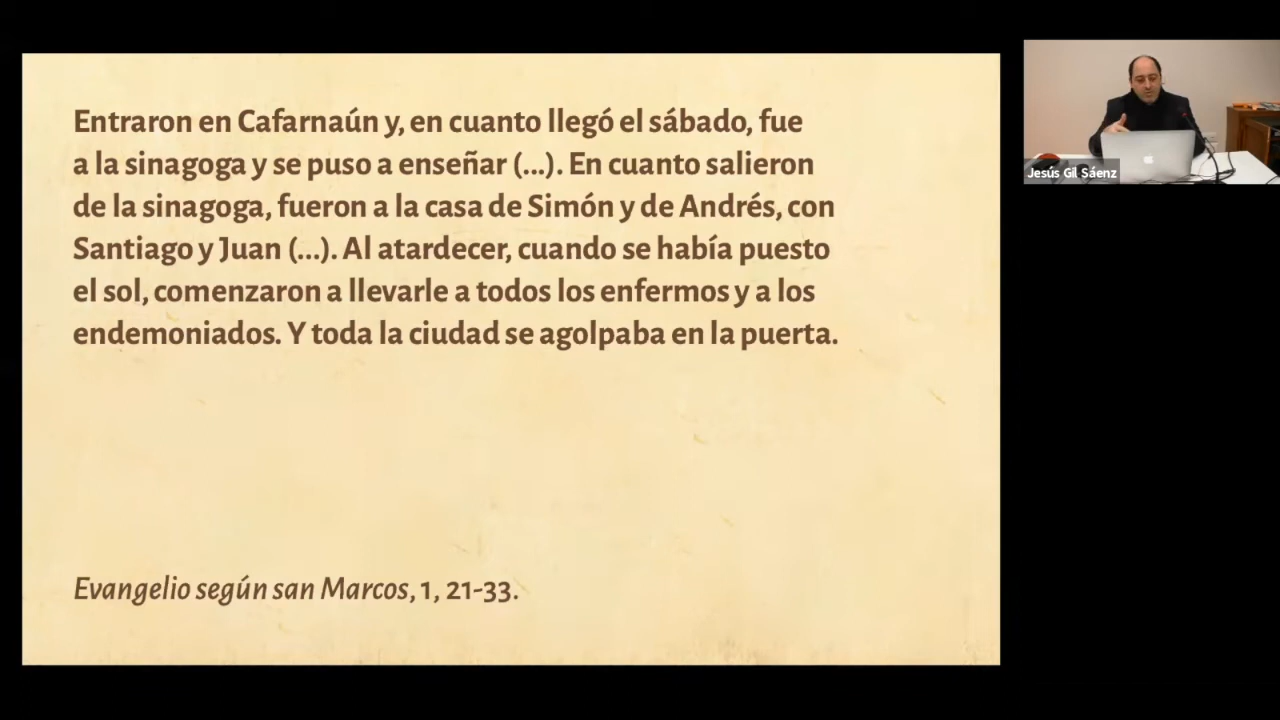 Entraron en Cafarnaún y, en cuanto llegó el sábado, fue
a la sinagoga y se puso a enseñar (...). En cuanto salieron
de la sinagoga, fueron a la casa de Simón y de Andrés, con
Santiago y Juan (...). Al atardecer, cuando se había puesto
el sol, comenzaron a llevarle a todos los enfermos y a los
endemoniados. Y toda la ciudad se agolpaba en la puerta.
Evangelio según san Marcos, 1, 21-33.
Jesús Gil Sáenz